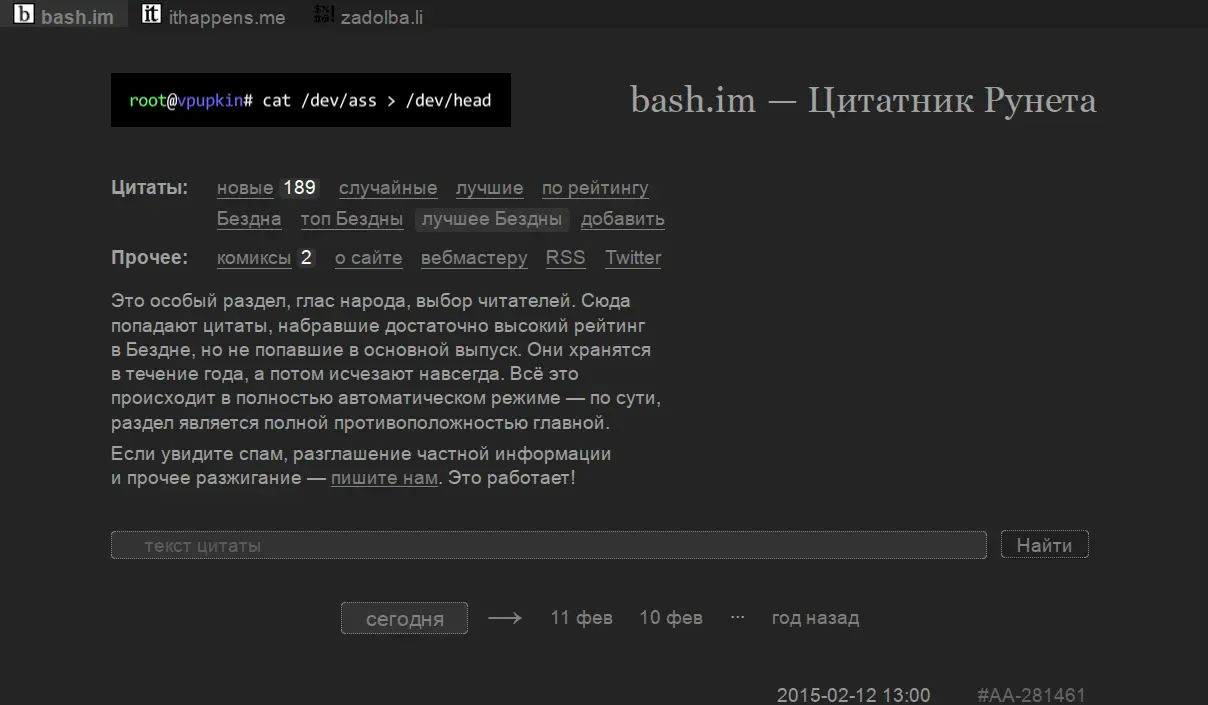 bash.im ithappens.me zadolba.li
root@vpupkin# cat /dev/ass > /dev/head
bash.im — Цитатник Рунета
Цитаты: новые 189 случайные лучшие по рейтингу
Бездна топ Бездны лучшее Бездны добавить
Прочее: комиксы 2 о сайте вебмастеру RSS Twitter
Это особый раздел, глас народа, выбор читателей. Сюда
попадают цитаты, набравшие достаточно высокий рейтинг
в Бездне, но не попавшие в основной выпуск. Они хранятся
в течение года, а потом исчезают навсегда. Всё это
происходит в полностью автоматическом режиме — по сути,
раздел является полной противоположностью главной.
Если увидите спам, разглашение частной информации
и прочее разжигание — пишите нам. Это работает!
текст цитаты Найти
сегодня → 11 фев 10 фев ··· год назад
2015-02-12 13:00 #AA-281461